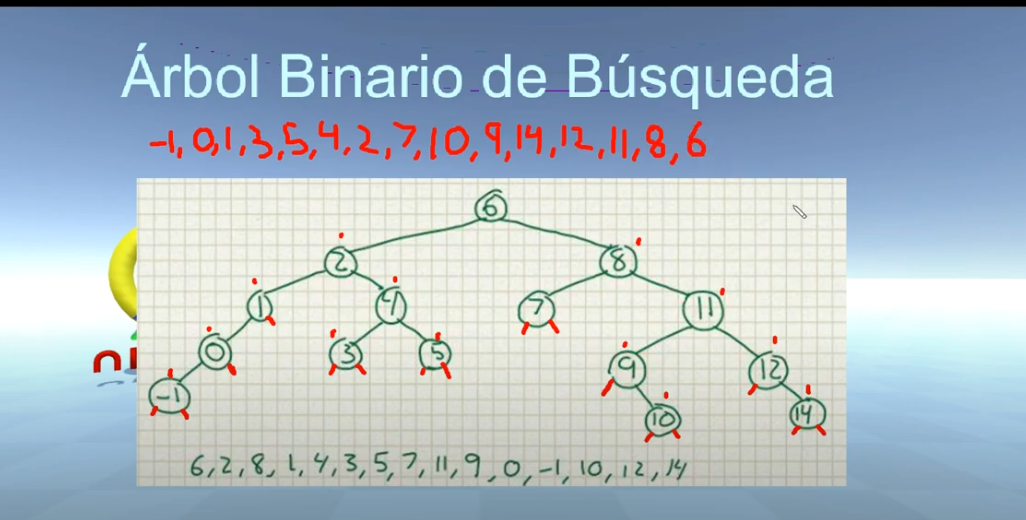 Árbol Binario de Búsqueda
-1, 0, 1, 3, 5, 4, 2, 7, 10, 9, 14, 12, 11, 8, 6
6
2 8
1 4 7 11
0 3 5 9 12
-1 10 14
6, 2, 8, 1, 4, 3, 5, 7, 11, 9, 0, -1, 10, 12, 14